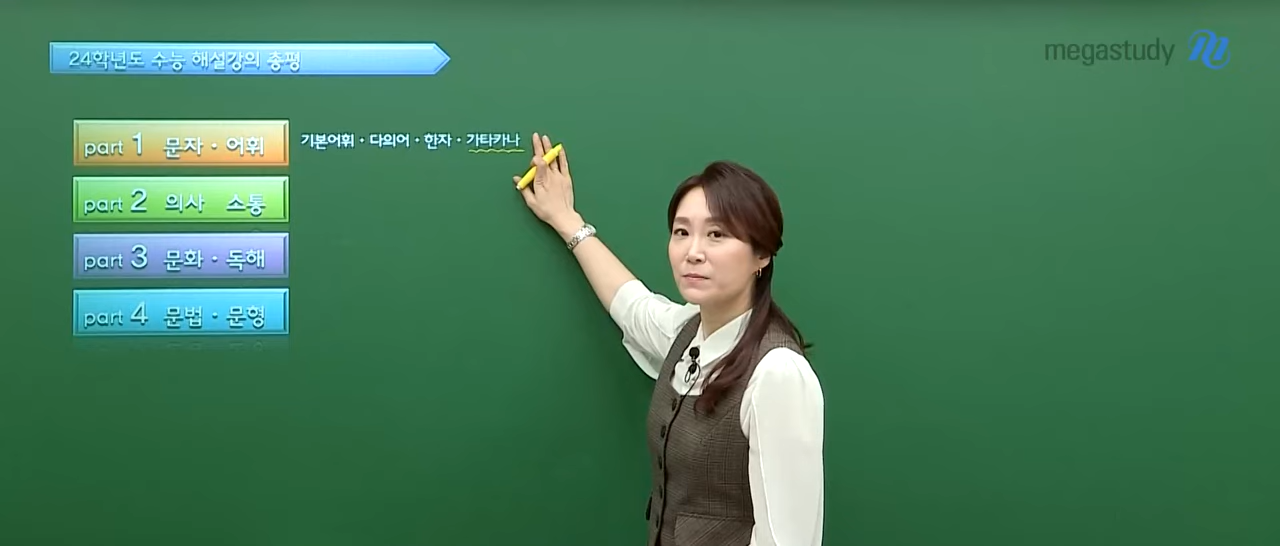 megastudy
24학년도 수능 해설강의 총평
part 1 문자·어휘
기본어휘·다의어·한자·가타카나
part 2 의사 소통
part 3 문화·독해
part 4 문법·문형